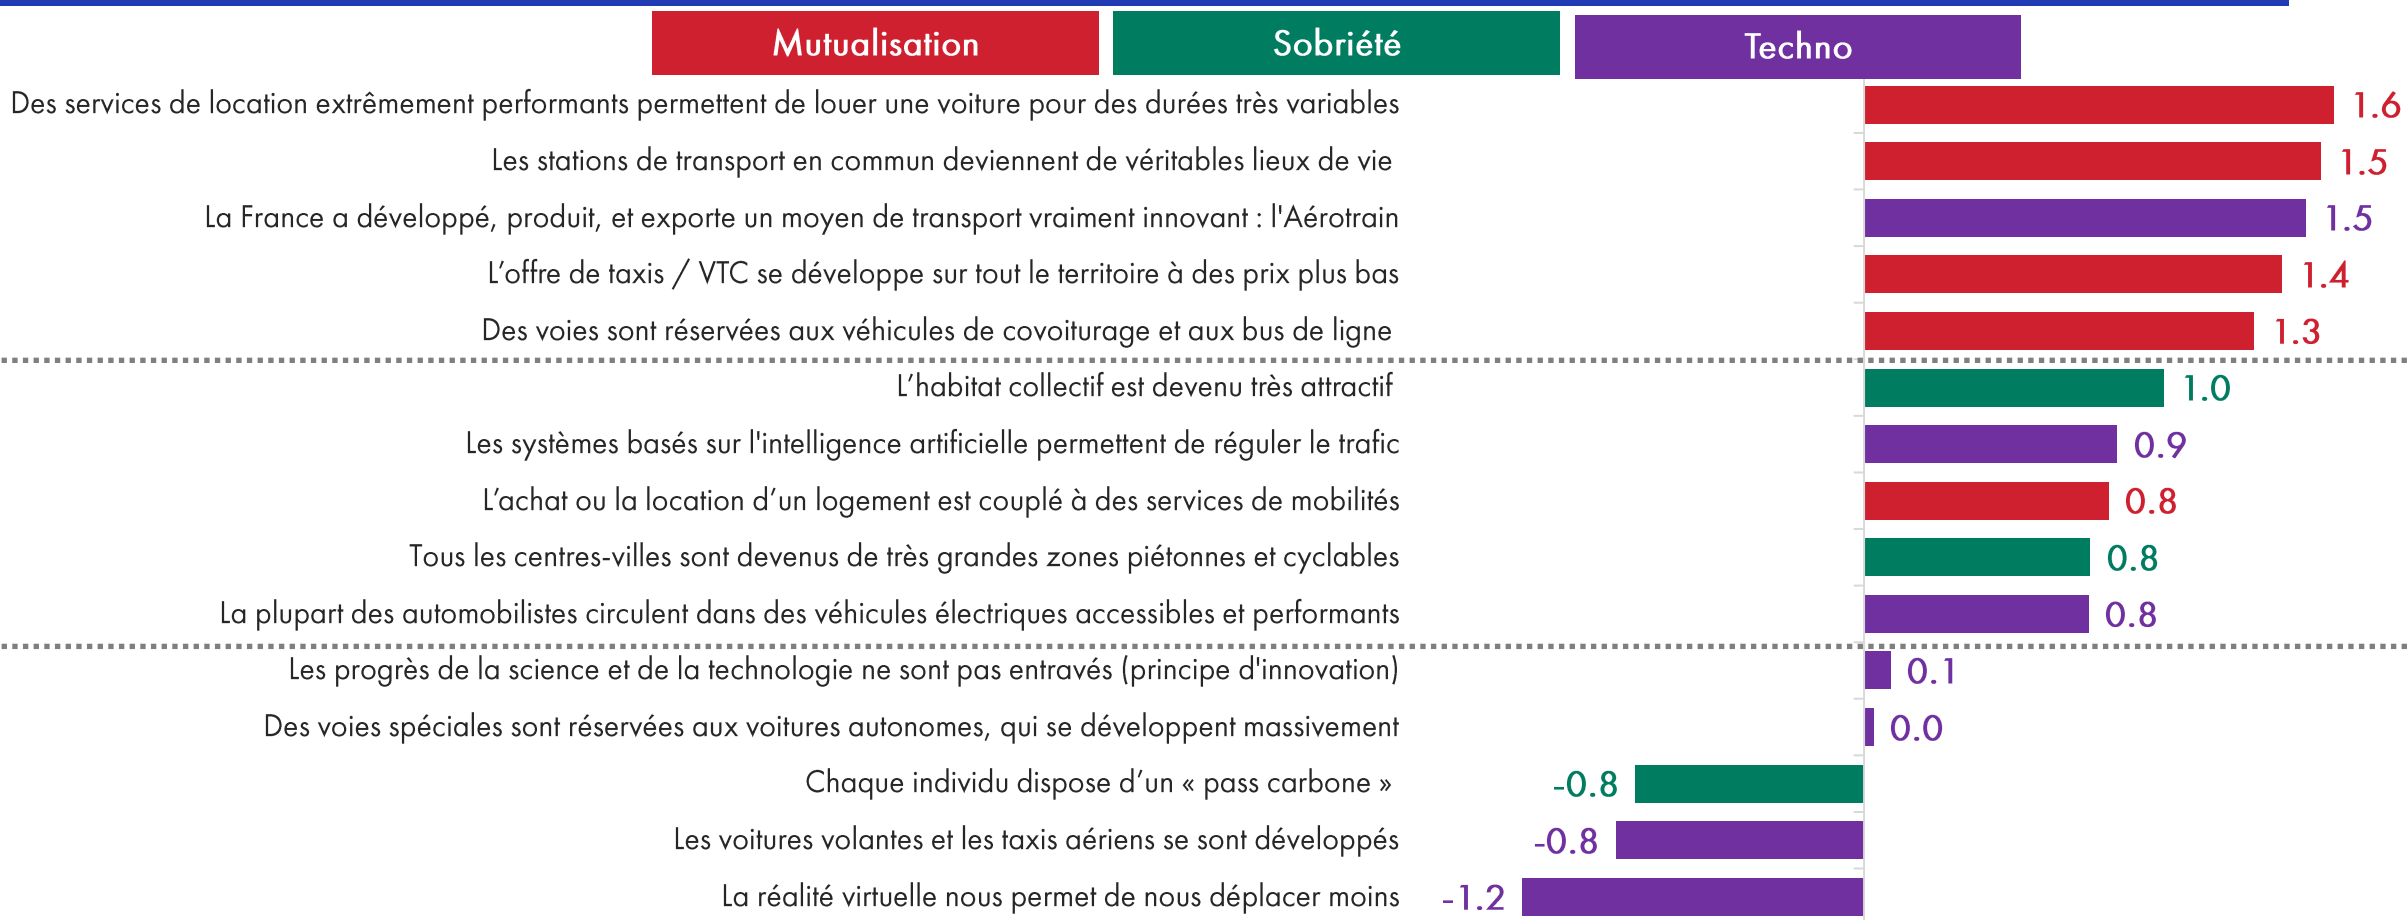 Mutualisation Sobriété Techno
Des services de location extrêmement performants permettent de louer une voiture pour des durées très variables 1.6
Les stations de transport en commun deviennent de véritables lieux de vie 1.5
La France a développé, produit, et exporte un moyen de transport vraiment innovant : l'Aérotrain 1.5
L’offre de taxis / VTC se développe sur tout le territoire à des prix plus bas 1.4
Des voies sont réservées aux véhicules de covoiturage et aux bus de ligne 1.3
L’habitat collectif est devenu très attractif 1.0
Les systèmes basés sur l'intelligence artificielle permettent de réguler le trafic 0.9
L’achat ou la location d’un logement est couplé à des services de mobilités 0.8
Tous les centres-villes sont devenus de très grandes zones piétonnes et cyclables 0.8
La plupart des automobilistes circulent dans des véhicules électriques accessibles et performants 0.8
Les progrès de la science et de la technologie ne sont pas entravés (principe d'innovation) 0.1
Des voies spéciales sont réservées aux voitures autonomes, qui se développent massivement 0.0
Chaque individu dispose d’un « pass carbone » -0.8
Les voitures volantes et les taxis aériens se sont développés -0.8
La réalité virtuelle nous permet de nous déplacer moins -1.2